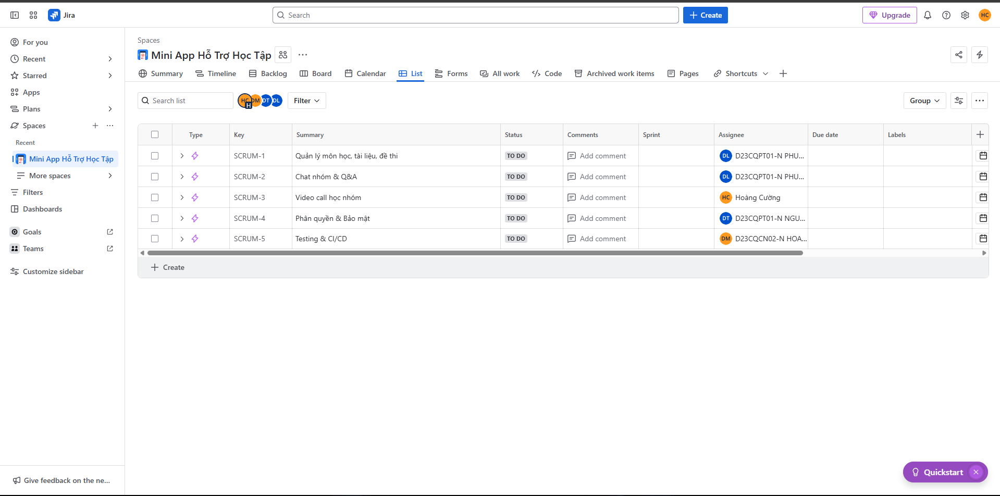 Jira
Search
Create
Upgrade
HC
For you
Recent
Starred
Apps
Plans
Spaces
Recent
Mini App Hỗ Trợ Học Tập
More spaces
Filters
Dashboards
Goals
Teams
Customize sidebar
Give feedback on the ne...
Spaces
Mini App Hỗ Trợ Học Tập
Summary Timeline Backlog Board Calendar List Forms All work Code Archived work items Pages Shortcuts
Search list HC H DM DT DL Filter Group
Type Key Summary Status Comments Sprint Assignee Due date Labels
SCRUM-1 Quản lý môn học, tài liệu, đề thi TO DO Add comment DL D23CQPT01-N PHU...
SCRUM-2 Chat nhóm & Q&A TO DO Add comment DL D23CQPT01-N PHU...
SCRUM-3 Video call học nhóm TO DO Add comment HC Hoàng Cường
SCRUM-4 Phân quyền & Bảo mật TO DO Add comment DT D23CQPT01-N NGU...
SCRUM-5 Testing & CI/CD TO DO Add comment DM D23CQCN02-N HOA...
Create
Quickstart